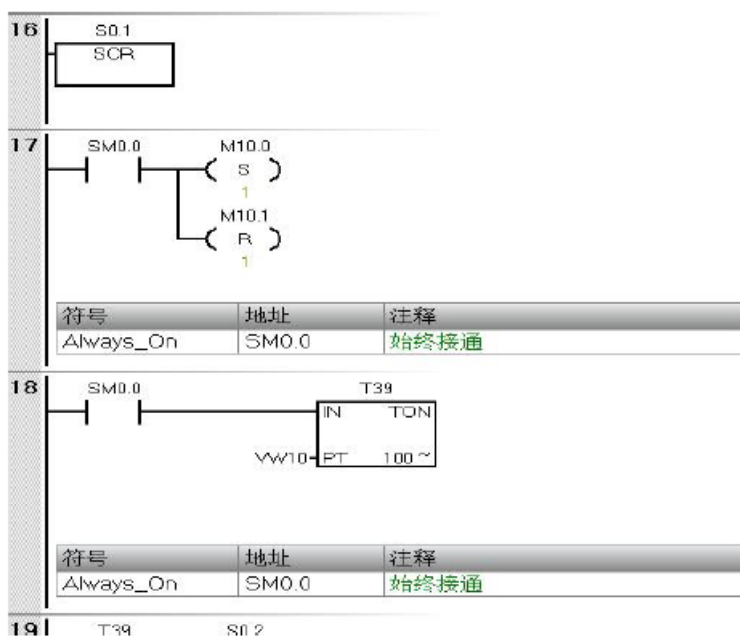 16 S0.1
SCR
17 SM0.0 M10.0
S
1
M10.1
R
1
符号 地址 注释
Always_On SM0.0 始终接通
18 SM0.0 T39
IN TON
VW10 PT 100~
符号 地址 注释
Always_On SM0.0 始终接通
19 T39 S0.2